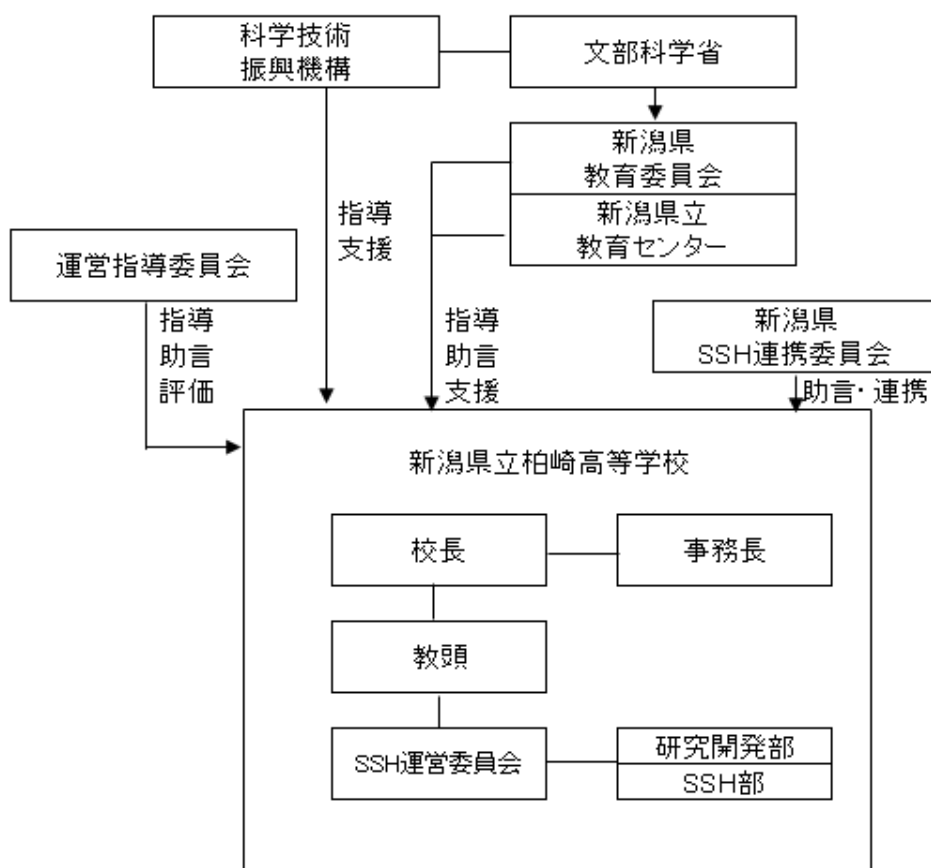 科学技術
振興機構
文部科学省
新潟県
教育委員会
新潟県立
教育センター
指導
支援
運営指導委員会
指導
助言
評価
指導
助言
支援
新潟県
SSH連携委員会
助言・連携
新潟県立柏崎高等学校
校長
事務長
教頭
SSH運営委員会
研究開発部
SSH部